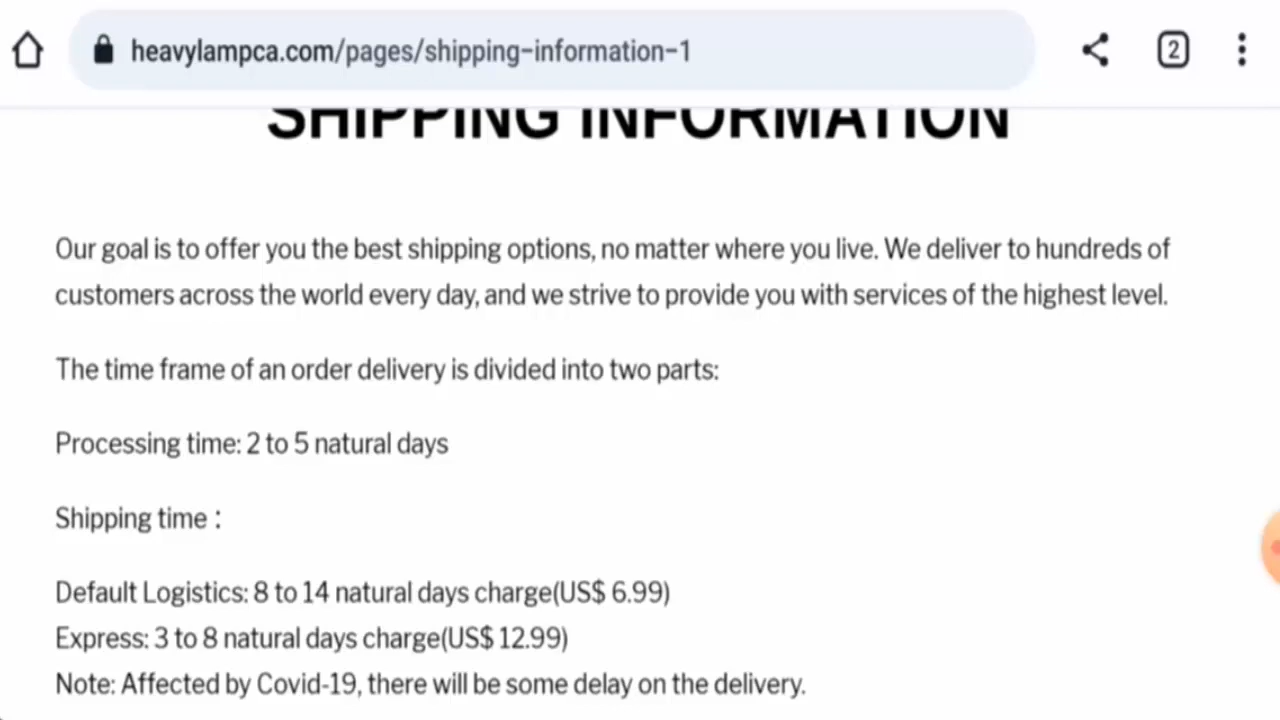 heavylampca.com/pages/shipping-information-1
2
SHIPPING INFORMATION
Our goal is to offer you the best shipping options, no matter where you live. We deliver to hundreds of
customers across the world every day, and we strive to provide you with services of the highest level.
The time frame of an order delivery is divided into two parts:
Processing time: 2 to 5 natural days
Shipping time :
Default Logistics: 8 to 14 natural days charge(US$ 6.99)
Express: 3 to 8 natural days charge(US$ 12.99)
Note: Affected by Covid-19, there will be some delay on the delivery.